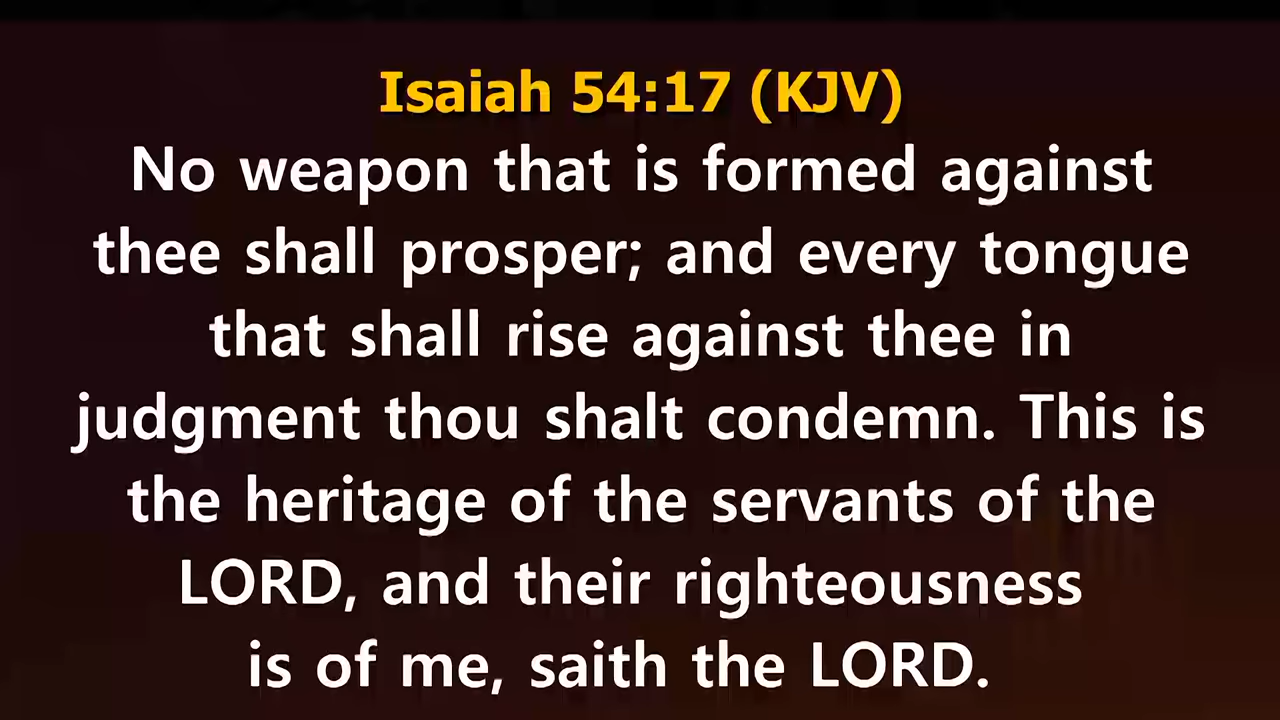 Isaiah 54:17 (KJV)
No weapon that is formed against
thee shall prosper; and every tongue
that shall rise against thee in
judgment thou shalt condemn. This is
the heritage of the servants of the
LORD, and their righteousness
is of me, saith the LORD.